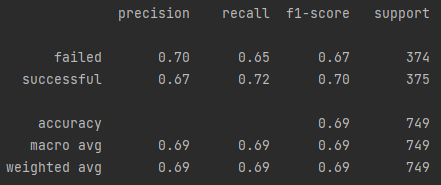 precision recall f1-score support
failed 0.70 0.65 0.67 374
successful 0.67 0.72 0.70 375
accuracy 0.69 749
macro avg 0.69 0.69 0.69 749
weighted avg 0.69 0.69 0.69 749